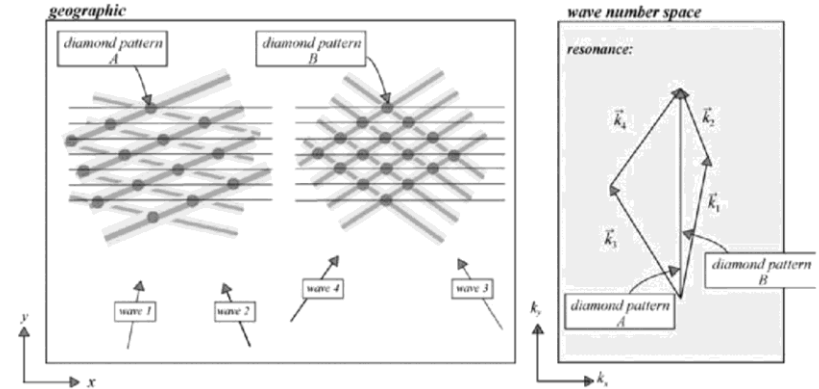 geographic
diamond pattern
A
diamond pattern
B
wave 1
wave 2
wave 4
wave 3
y
x
wave number space
resonance:
k⃗₄
k⃗₂
k⃗₁
k⃗₃
diamond pattern
B
diamond pattern
A
kᵧ
kₓ